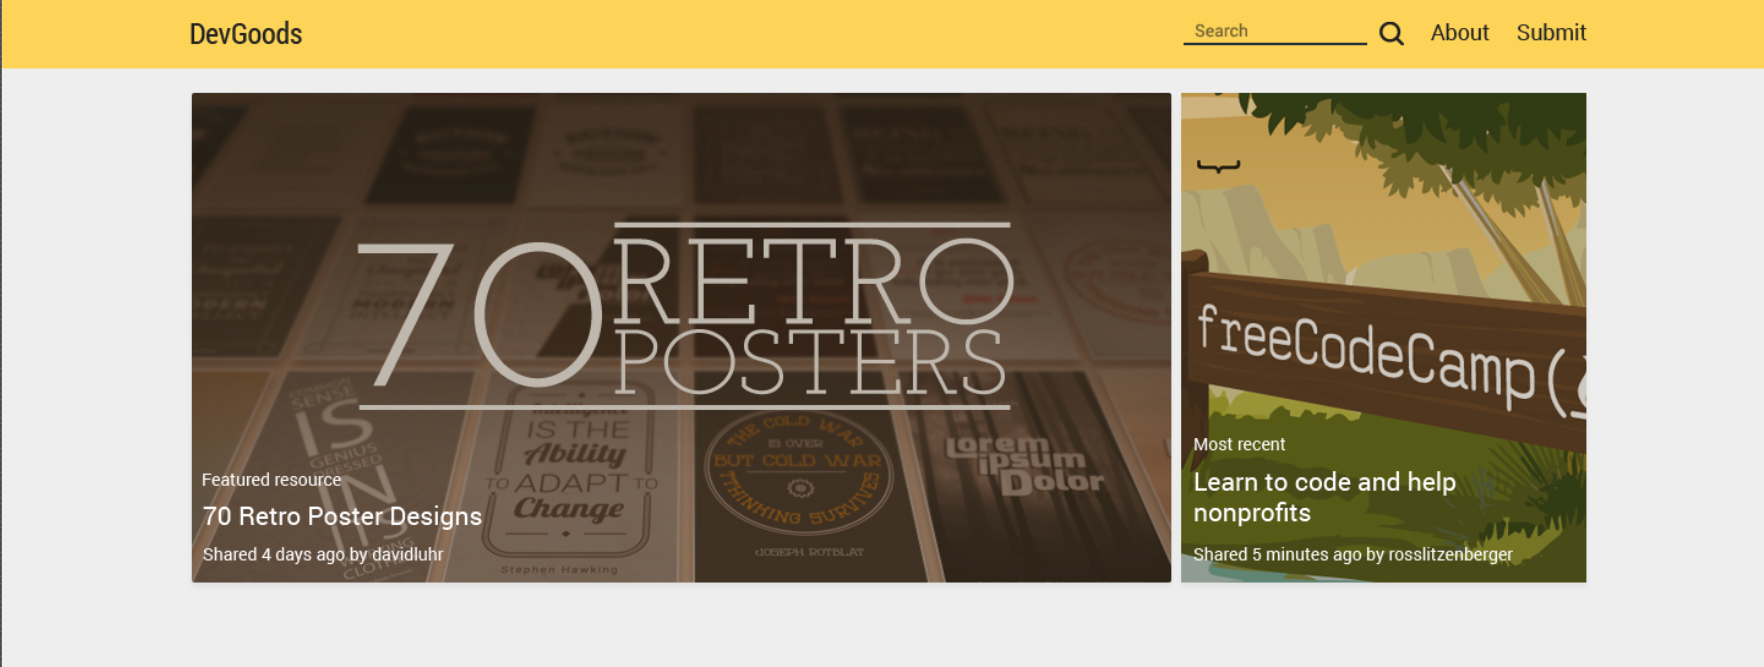 DevGoods
Search
About
Submit
70 RETRO
POSTERS
COMMON
SENSE
IS
GENIUS
DRESSED
IN
WORKING
CLOTHING
Intelligence
IS THE
Ability
TO ADAPT TO
Change
Stephen Hawking
THE COLD WAR
IS OVER
BUT COLD WAR
THINKING SURVIVES
JOSEPH ROTBLAT
Lorem
ipsum
Dolor
Featured resource
70 Retro Poster Designs
Shared 4 days ago by davidluhr
freeCodeCamp(
Most recent
Learn to code and help
nonprofits
Shared 5 minutes ago by rosslitzenberger